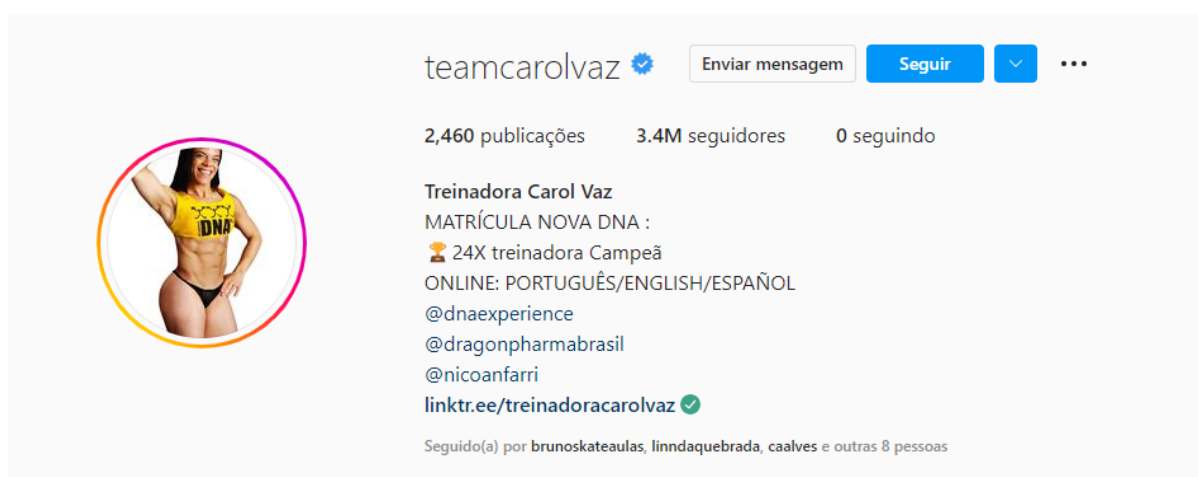 teamcarolvaz
Enviar mensagem
Seguir
2,460 publicações 3.4M seguidores 0 seguindo
Treinadora Carol Vaz
MATRÍCULA NOVA DNA :
🏆 24X treinadora Campeã
ONLINE: PORTUGUÊS/ENGLISH/ESPAÑOL
@dnaexperience
@dragonpharmabrasil
@nicoanfarri
linktr.ee/treinadoracarolvaz
Seguido(a) por brunoskateaulas, linndaquebrada, caalves e outras 8 pessoas
DNA